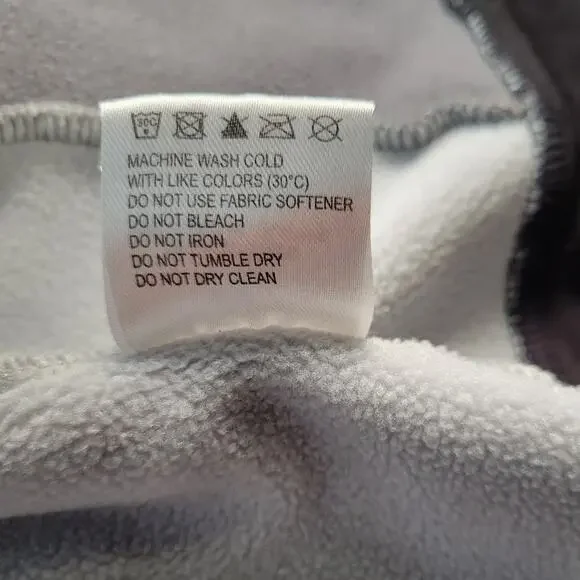 MACHINE WASH COLD
WITH LIKE COLORS (30°C)
DO NOT USE FABRIC SOFTENER
DO NOT BLEACH
DO NOT IRON
DO NOT TUMBLE DRY
DO NOT DRY CLEAN